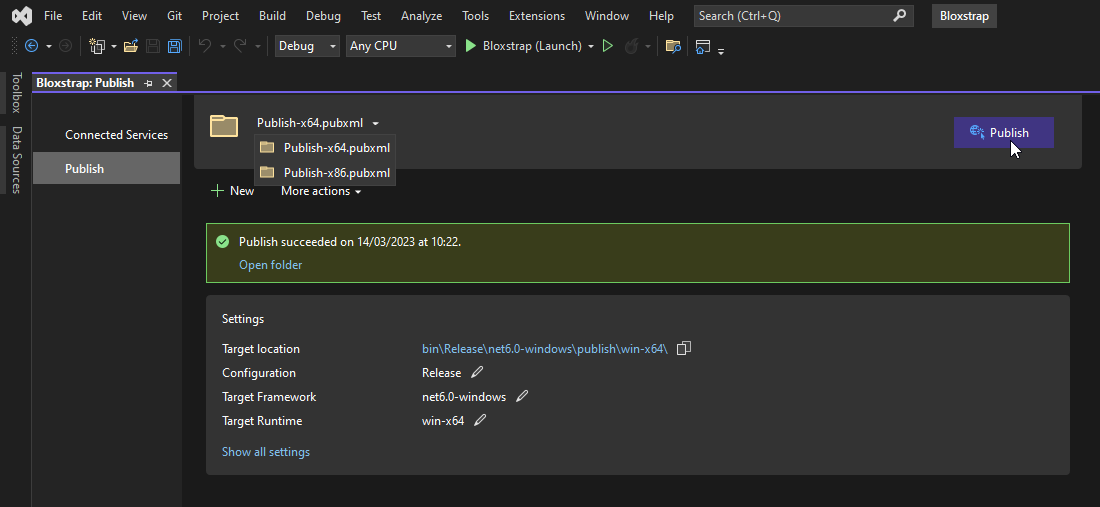 File Edit View Git Project Build Debug Test Analyze Tools Extensions Window Help Search (Ctrl+Q) Bloxstrap
Debug Any CPU Bloxstrap (Launch)
Toolbox
Data Sources
Bloxstrap: Publish
Connected Services
Publish
Publish-x64.pubxml
Publish-x64.pubxml
Publish-x86.pubxml
Publish
New More actions
Publish succeeded on 14/03/2023 at 10:22.
Open folder
Settings
Target location bin\Release\net6.0-windows\publish\win-x64\
Configuration Release
Target Framework net6.0-windows
Target Runtime win-x64
Show all settings